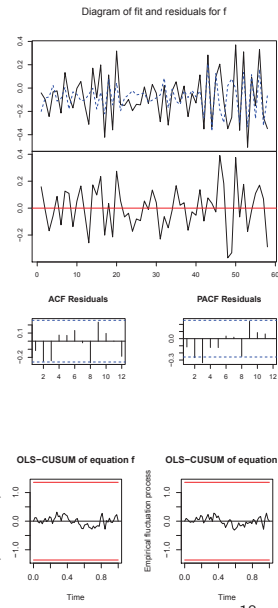 Diagram of fit and residuals for f
0.4
0.2
0.0
−0.2
−0.4
0.4
0.2
0.0
−0.2
0 10 20 30 40 50 60
ACF Residuals PACF Residuals
0.1
−0.2
0.0
−0.3
2 4 6 8 10 12 2 4 6 8 10 12
OLS−CUSUM of equation f OLS−CUSUM of equation
Empirical fluctuation process
1.0
0.0
−1.0
1.0
0.0
−1.0
0.0 0.4 0.8 0.0 0.4 0.8
Time Time